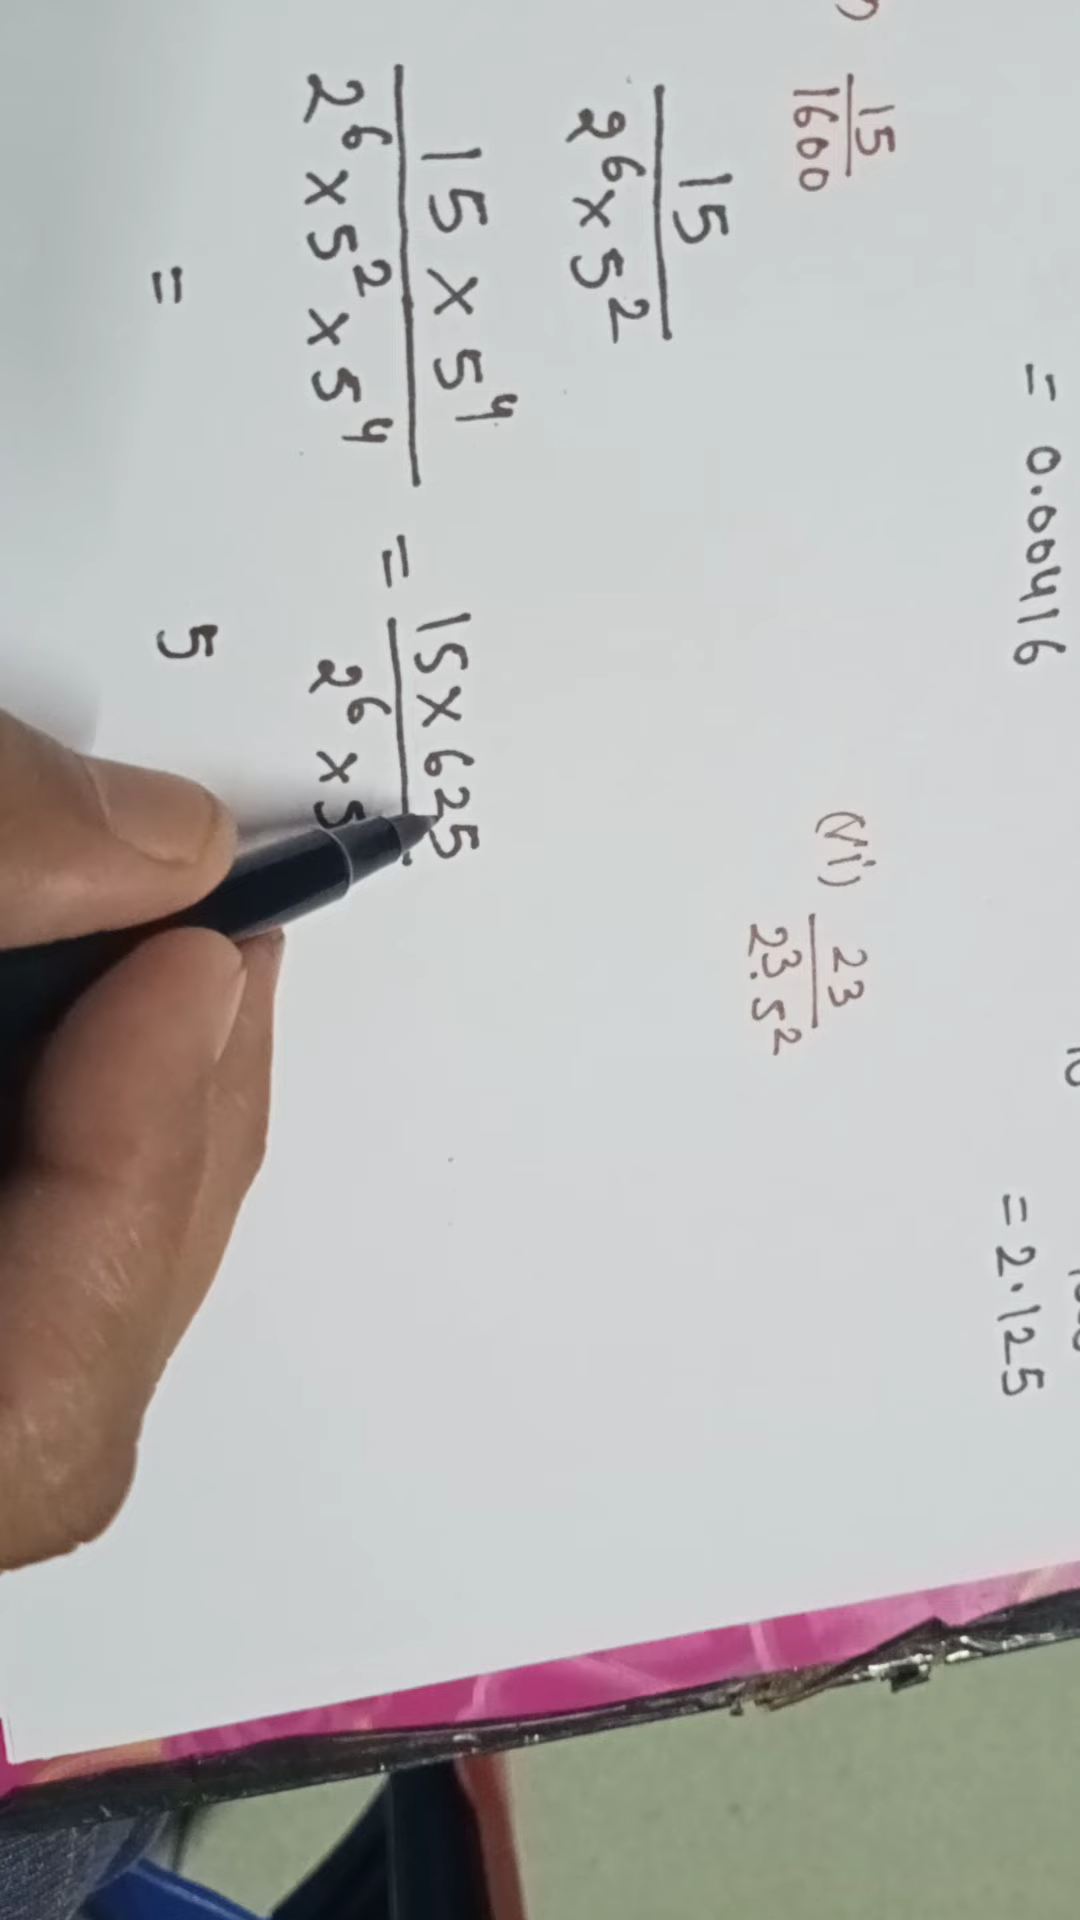 = 0.00416
= 2.125
15/1600
(vi) 23/2³.5²
15/2⁶×5²
15×5⁴/2⁶×5²×5⁴ = 15×625/2⁶×5
= 5